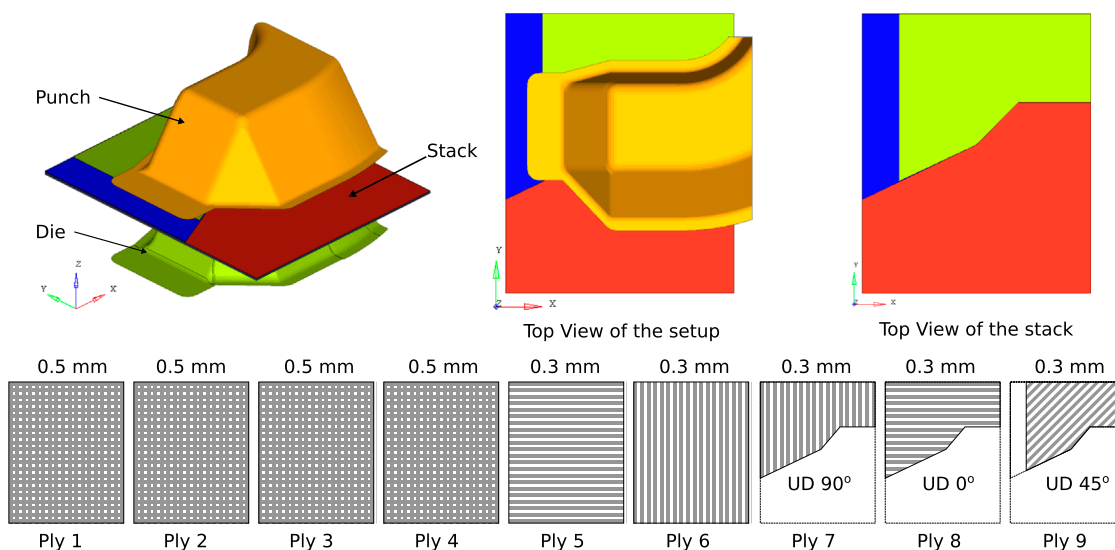 Punch
Stack
Die
Z
Y
X
Y
Z
X
Top View of the setup
Y
Z
X
Top View of the stack
0.5 mm
0.5 mm
0.5 mm
0.5 mm
0.3 mm
0.3 mm
0.3 mm
0.3 mm
0.3 mm
UD 90º
UD 0º
UD 45º
Ply 1
Ply 2
Ply 3
Ply 4
Ply 5
Ply 6
Ply 7
Ply 8
Ply 9